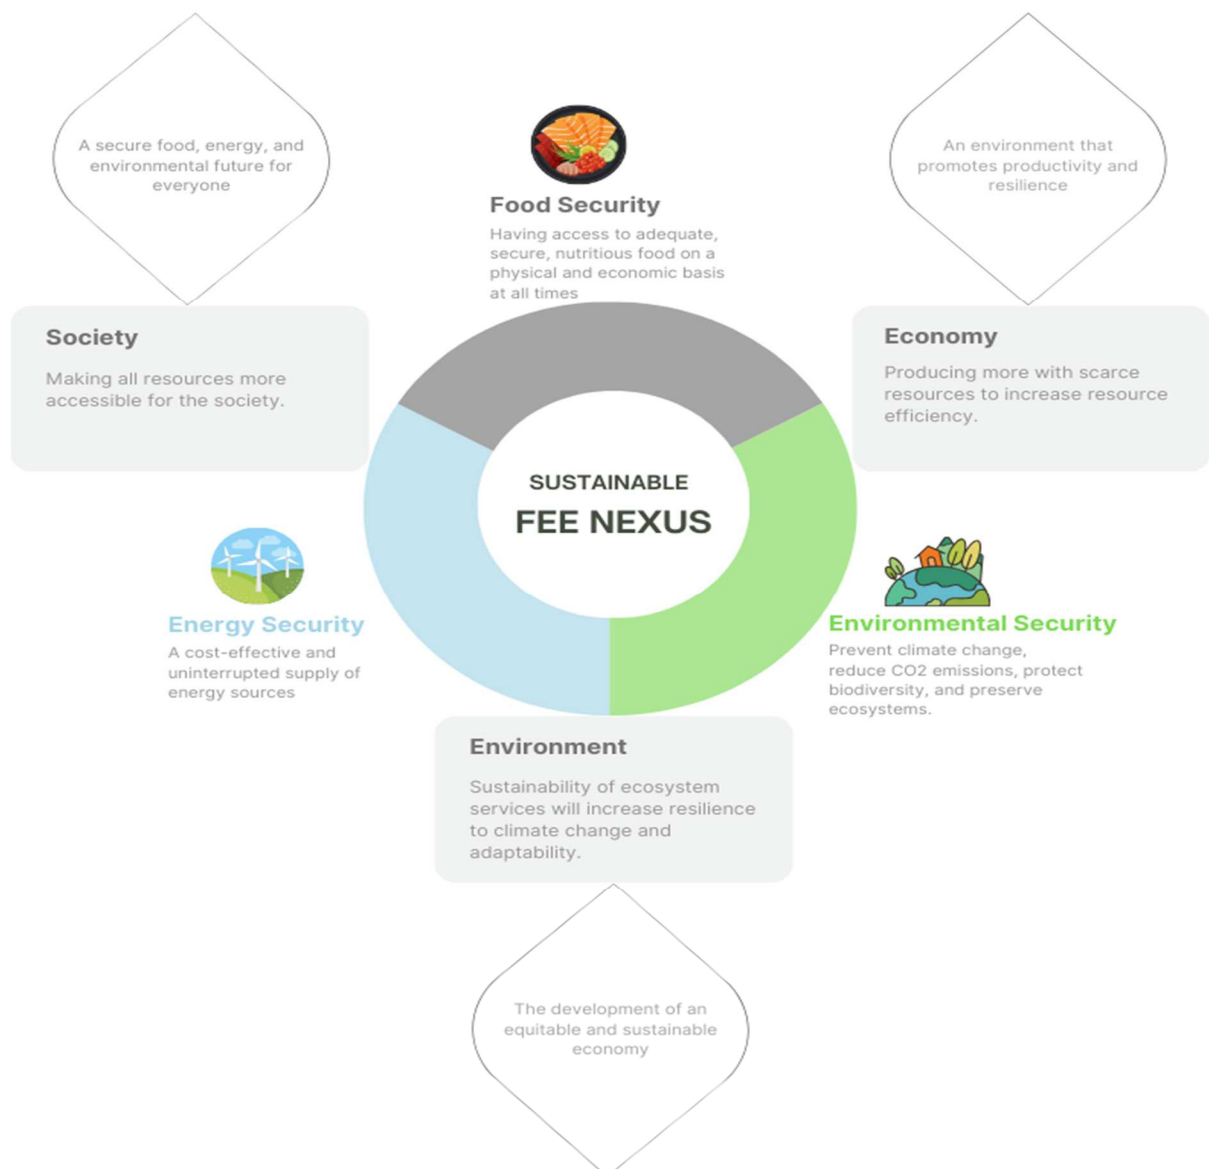 A secure food, energy, and
environmental future for
everyone
An environment that
promotes productivity and
resilience
Food Security
Having access to adequate,
secure, nutritious food on a
physical and economic basis
at all times
Society
Making all resources more
accessible for the society.
Economy
Producing more with scarce
resources to increase resource
efficiency.
SUSTAINABLE
FEE NEXUS
Energy Security
A cost-effective and
uninterrupted supply of
energy sources
Environmental Security
Prevent climate change,
reduce CO2 emissions, protect
biodiversity, and preserve
ecosystems.
Environment
Sustainability of ecosystem
services will increase resilience
to climate change and
adaptability.
The development of an
equitable and sustainable
economy